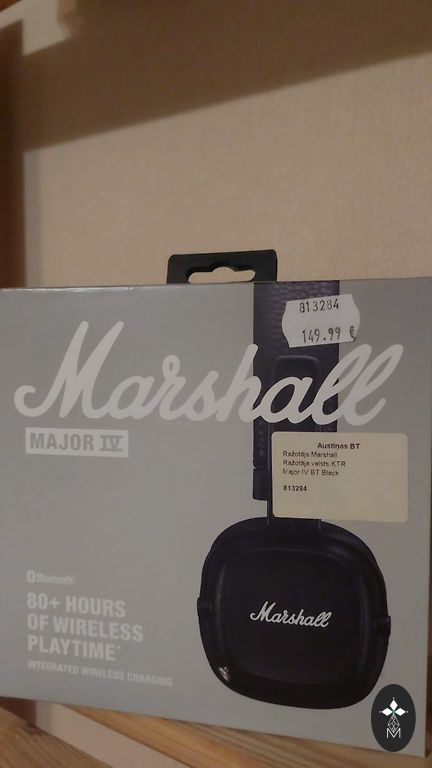 813284
149.99 €
Marshall
MAJOR IV
Austiņas BT
Ražotājs:Marshall
Ražotāja valsts:ĶTR
Major IV BT Black
813284
Bluetooth®
80+ HOURS
OF WIRELESS
PLAYTIME*
INTEGRATED WIRELESS CHARGING
Marshall
M